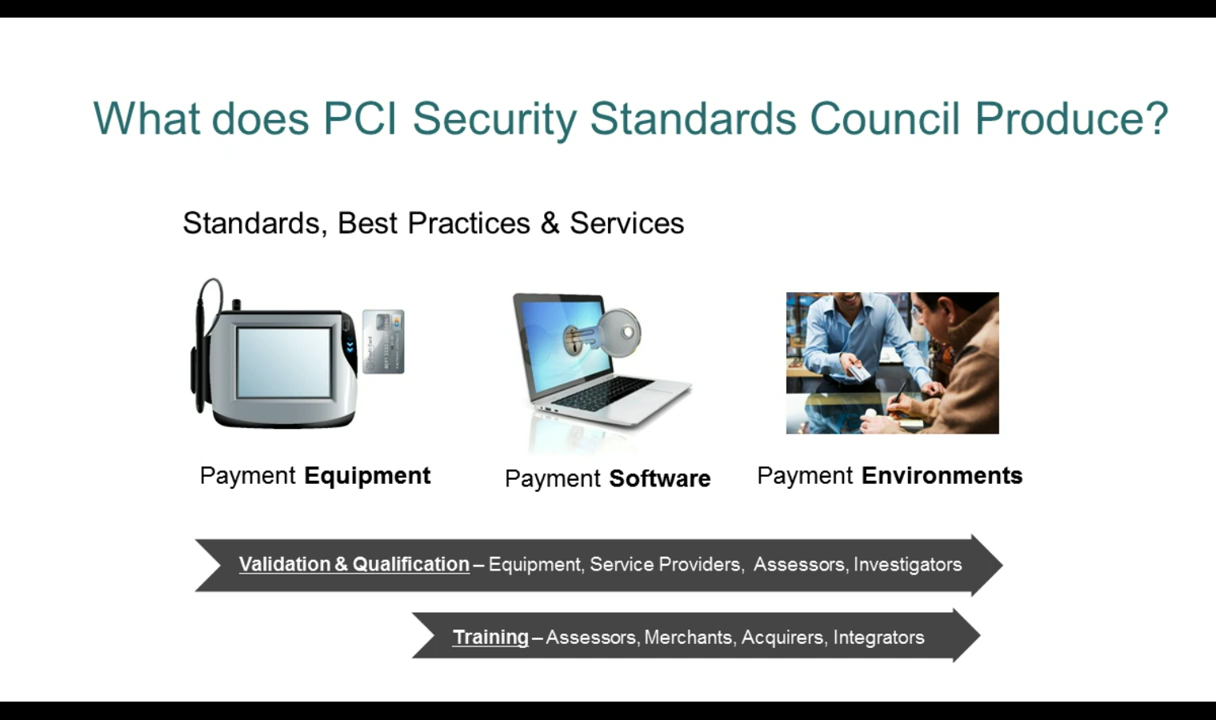 What does PCI Security Standards Council Produce?
Standards, Best Practices & Services
Payment Equipment
Payment Software
Payment Environments
Validation & Qualification – Equipment, Service Providers, Assessors, Investigators
Training – Assessors, Merchants, Acquirers, Integrators